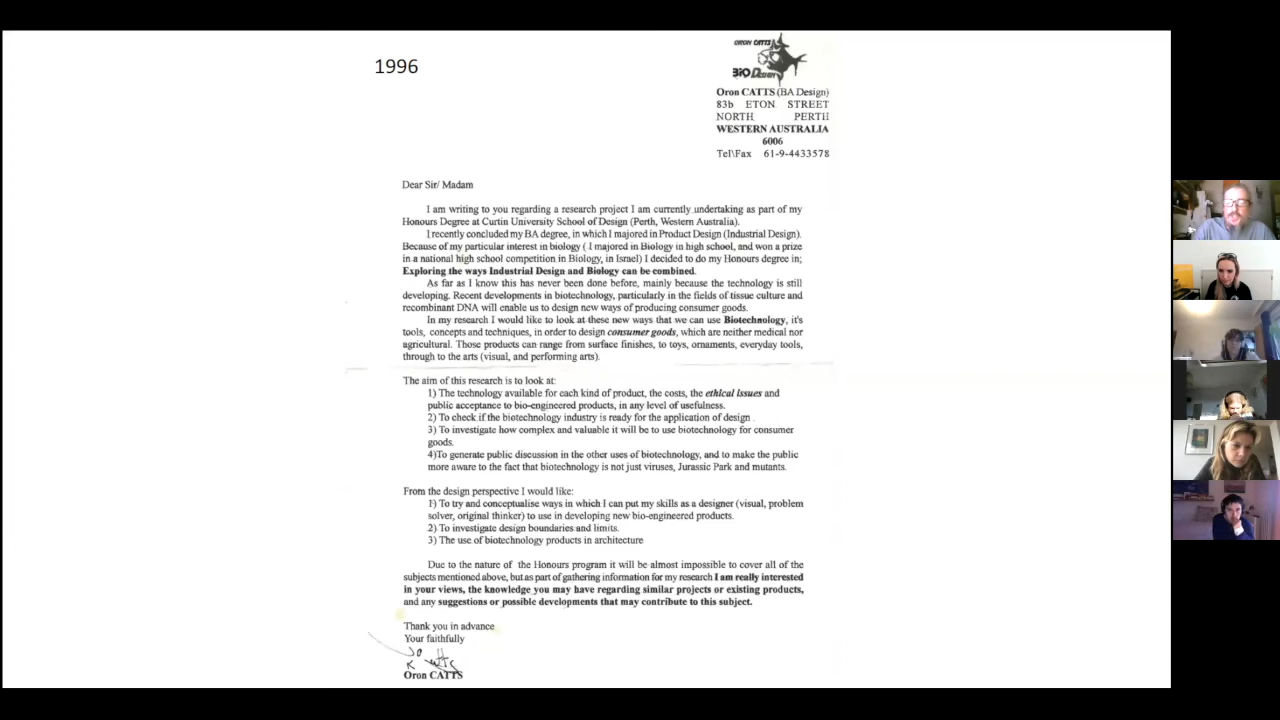 1996
ORON CATTS
BiO Design
Oron CATTS (BA Design)
83b ETON STREET
NORTH PERTH
WESTERN AUSTRALIA
6006
Tel\Fax 61-9-4433578
Dear Sir/ Madam
I am writing to you regarding a research project I am currently undertaking as part of my
Honours Degree at Curtin University School of Design (Perth, Western Australia).
I recently concluded my BA degree, in which I majored in Product Design (Industrial Design).
Because of my particular interest in biology ( I majored in Biology in high school, and won a prize
in a national high school competition in Biology, in Israel) I decided to do my Honours degree in;
Exploring the ways Industrial Design and Biology can be combined.
As far as I know this has never been done before, mainly because the technology is still
developing. Recent developments in biotechnology, particularly in the fields of tissue culture and
recombinant DNA will enable us to design new ways of producing consumer goods.
In my research I would like to look at these new ways that we can use Biotechnology, it's
tools, concepts and techniques, in order to design consumer goods, which are neither medical nor
agricultural. Those products can range from surface finishes, to toys, ornaments, everyday tools,
through to the arts (visual, and performing arts).
The aim of this research is to look at:
1) The technology available for each kind of product, the costs, the ethical issues and
public acceptance to bio-engineered products, in any level of usefulness.
2) To check if the biotechnology industry is ready for the application of design
3) To investigate how complex and valuable it will be to use biotechnology for consumer
goods.
4)To generate public discussion in the other uses of biotechnology, and to make the public
more aware to the fact that biotechnology is not just viruses, Jurassic Park and mutants.
From the design perspective I would like:
1) To try and conceptualise ways in which I can put my skills as a designer (visual, problem
solver, original thinker) to use in developing new bio-engineered products.
2) To investigate design boundaries and limits.
3) The use of biotechnology products in architecture
Due to the nature of the Honours program it will be almost impossible to cover all of the
subjects mentioned above, but as part of gathering information for my research I am really interested
in your views, the knowledge you may have regarding similar projects or existing products,
and any suggestions or possible developments that may contribute to this subject.
Thank you in advance
Your faithfully
Oron CATTS